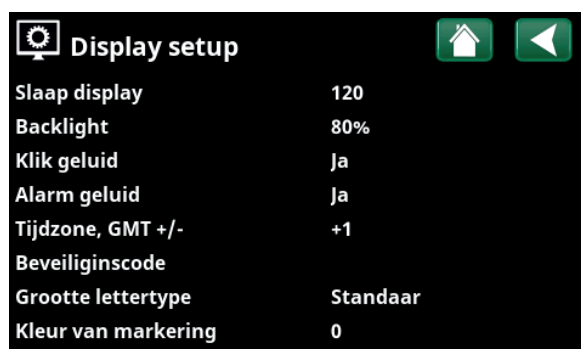 Display setup
Slaap display 120
Backlight 80%
Klik geluid Ja
Alarm geluid Ja
Tijdzone, GMT +/- +1
Beveiliginscode
Grootte lettertype Standaar
Kleur van markering 0